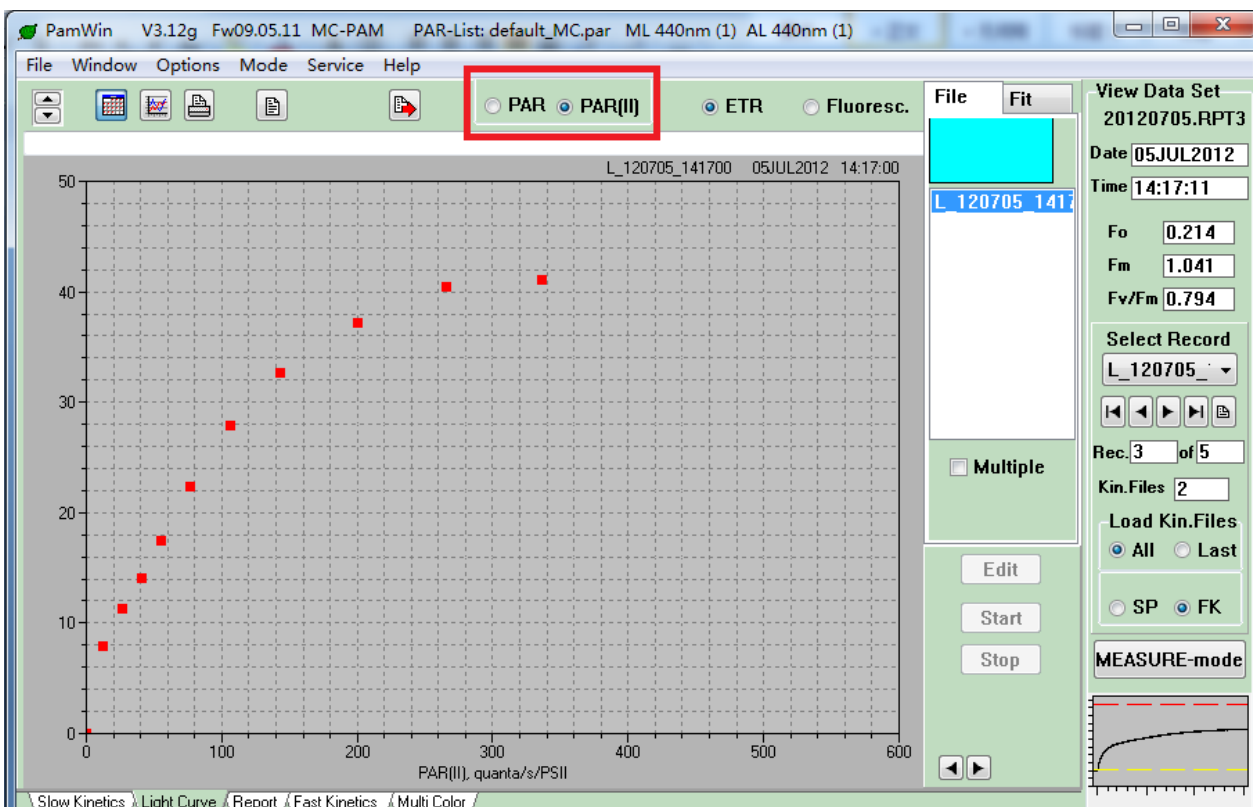 PamWin V3.12g Fw09.05.11 MC-PAM PAR-List: default_MC.par ML 440nm (1) AL 440nm (1)
File Window Options Mode Service Help
PAR PAR(II) ETR Fluoresc.
File Fit
L_120705_141700 05JUL2012 14:17:00
50
40
30
20
10
0
0 100 200 300 400 500 600
PAR(II), quanta/s/PSII
L_120705_1417
Multiple
Edit
Start
Stop
View Data Set
20120705.RPT3
Date 05JUL2012
Time 14:17:11
Fo 0.214
Fm 1.041
Fv/Fm 0.794
Select Record
L_120705_
Rec. 3 of 5
Kin.Files 2
Load Kin.Files
All Last
SP FK
MEASURE-mode
Slow Kinetics Light Curve Report Fast Kinetics Multi Color